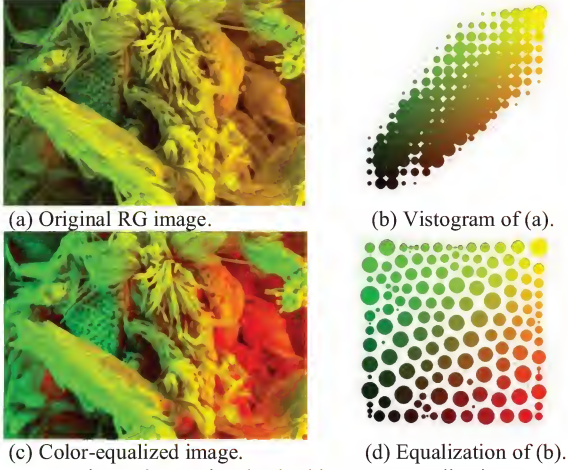 (a) Original RG image.
(b) Vistogram of (a).
(c) Color-equalized image.
(d) Equalization of (b).